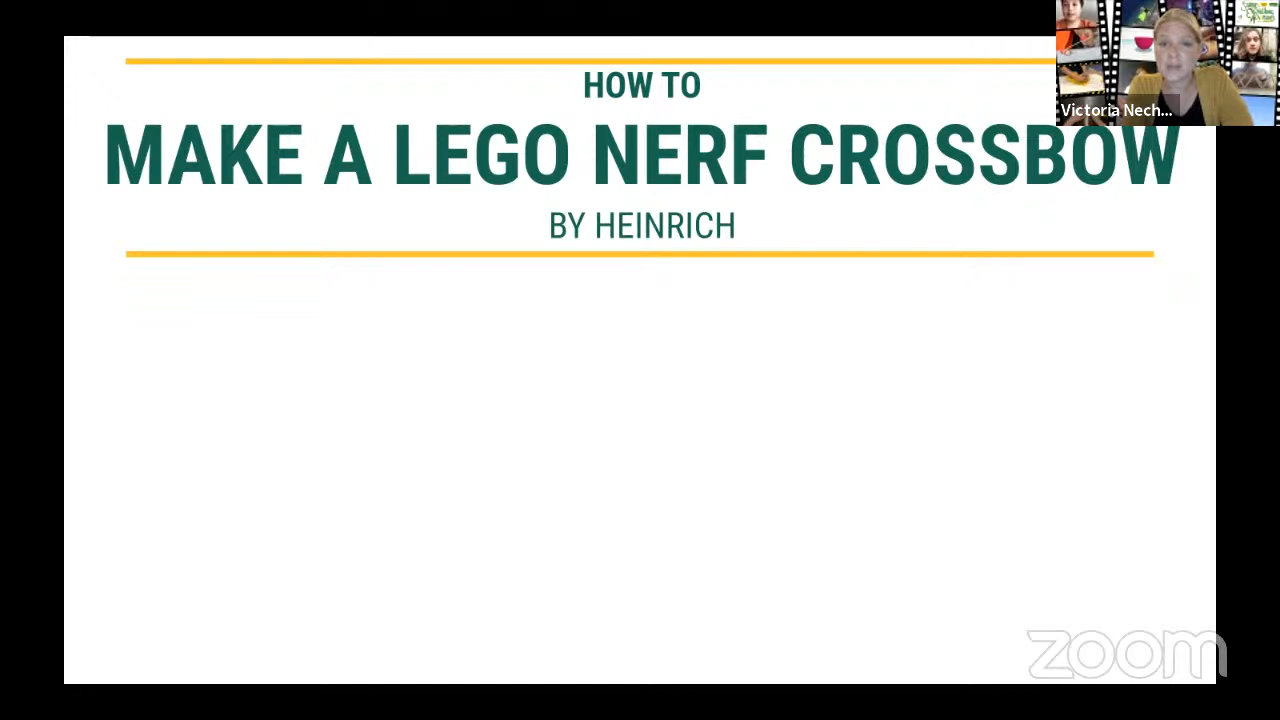 HOW TO
MAKE A LEGO NERF CROSSBOW
BY HEINRICH
Victoria Nech...
zoom